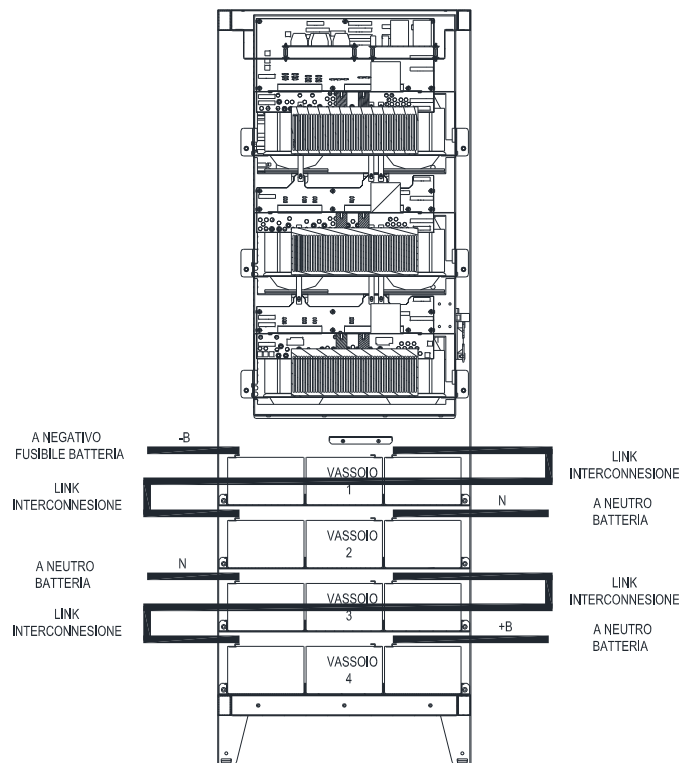 -B
A NEGATIVO
FUSIBILE BATTERIA
LINK
INTERCONNESIONE
VASSOIO
1
LINK
INTERCONNESIONE
N
A NEUTRO
BATTERIA
VASSOIO
2
A NEUTRO
BATTERIA
N
LINK
INTERCONNESIONE
VASSOIO
3
LINK
INTERCONNESIONE
+B
A NEUTRO
BATTERIA
VASSOIO
4